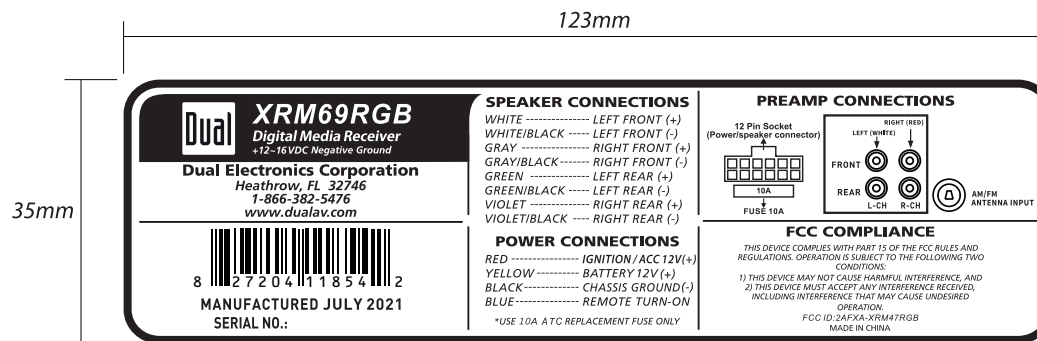 123mm
35mm
Dual
XRM69RGB
Digital Media Receiver
+12~16VDC Negative Ground
Dual Electronics Corporation
Heathrow, FL 32746
1-866-382-5476
www.dualav.com
8 27204 11854 2
MANUFACTURED JULY 2021
SERIAL NO.:
SPEAKER CONNECTIONS
WHITE --------------- LEFT FRONT (+)
WHITE/BLACK ----- LEFT FRONT (-)
GRAY ---------------- RIGHT FRONT (+)
GRAY/BLACK------- RIGHT FRONT (-)
GREEN -------------- LEFT REAR (+)
GREEN/BLACK ----- LEFT REAR (-)
VIOLET -------------- RIGHT REAR (+)
VIOLET/BLACK ---- RIGHT REAR (-)
POWER CONNECTIONS
RED ---------------- IGNITION/ACC 12V(+)
YELLOW ----------- BATTERY 12V (+)
BLACK-------------- CHASSIS GROUND(-)
BLUE--------------- REMOTE TURN-ON
*USE 10A ATC REPLACEMENT FUSE ONLY
PREAMP CONNECTIONS
12 Pin Socket
(Power/speaker connector)
10A
FUSE 10A
RIGHT (RED)
LEFT (WHITE)
FRONT
REAR
L-CH R-CH
AM/FM
ANTENNA INPUT
FCC COMPLIANCE
THIS DEVICE COMPLIES WITH PART 15 OF THE FCC RULES AND
REGULATIONS. OPERATION IS SUBJECT TO THE FOLLOWING TWO
CONDITIONS:
1) THIS DEVICE MAY NOT CAUSE HARMFUL INTERFERENCE, AND
2) THIS DEVICE MUST ACCEPT ANY INTERFERENCE RECEIVED,
INCLUDING INTERFERENCE THAT MAY CAUSE UNDESIRED
OPERATION.
FCC ID:2AFXA-XRM47RGB
MADE IN CHINA